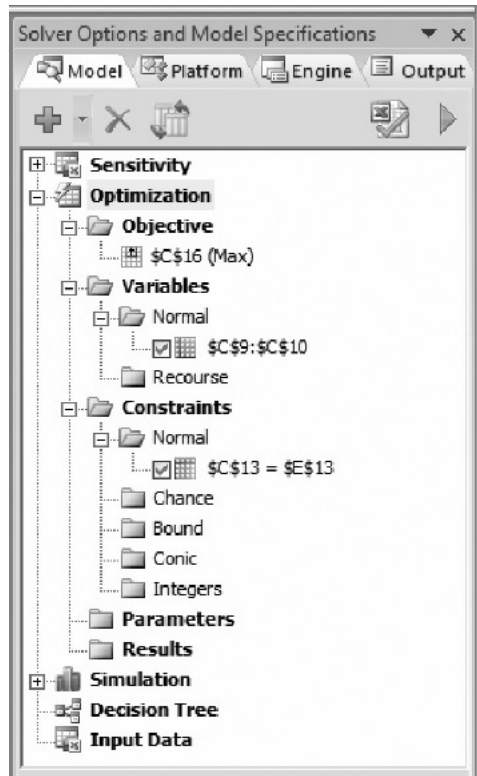 Solver Options and Model Specifications
Model Platform Engine Output
Sensitivity
Optimization
Objective
$C$16 (Max)
Variables
Normal
$C$9:$C$10
Recourse
Constraints
Normal
$C$13 = $E$13
Chance
Bound
Conic
Integers
Parameters
Results
Simulation
Decision Tree
Input Data